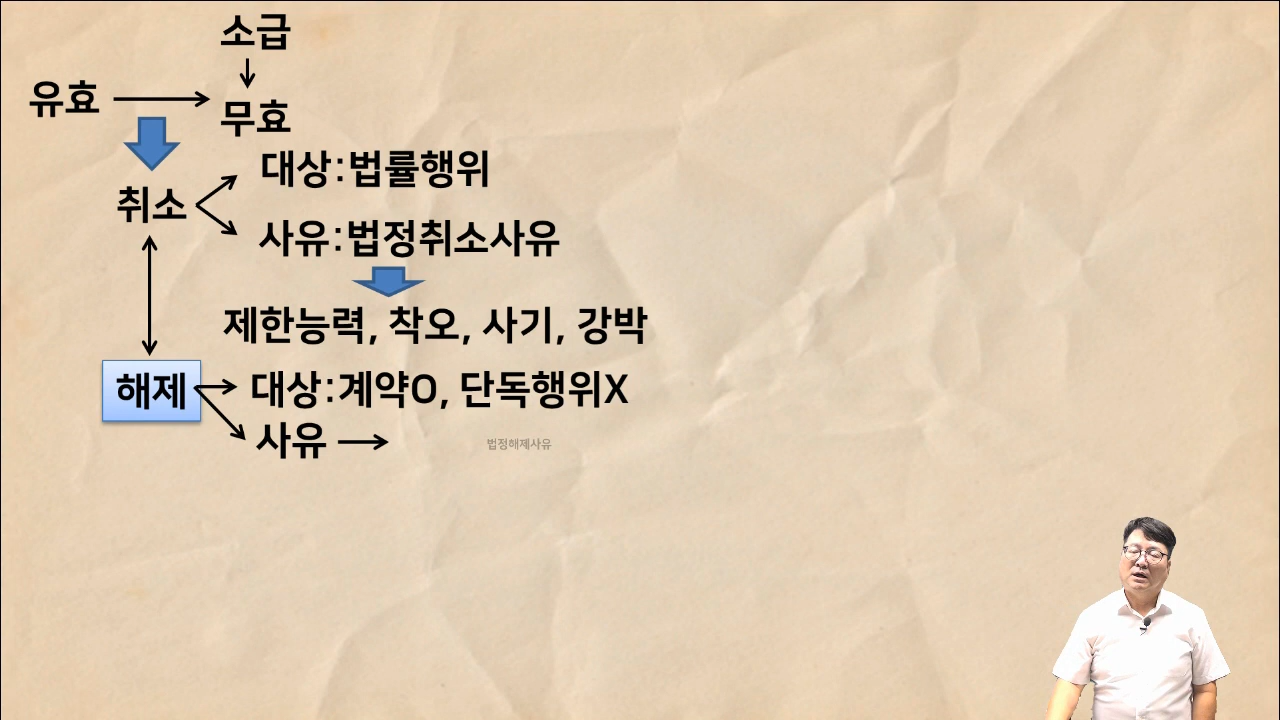 소급
유효
무효
대상:법률행위
취소
사유:법정취소사유
제한능력, 착오, 사기, 강박
해제
대상:계약O, 단독행위X
사유
법정해제사유